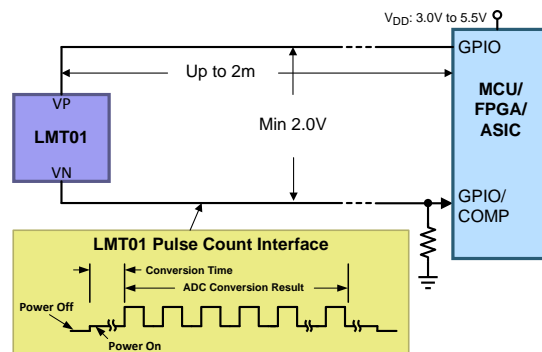 V_DD: 3.0V to 5.5V
GPIO
Up to 2m
VP
MCU/
FPGA/
ASIC
LMT01
Min 2.0V
VN
GPIO/
COMP
LMT01 Pulse Count Interface
Conversion Time
ADC Conversion Result
Power Off
Power On